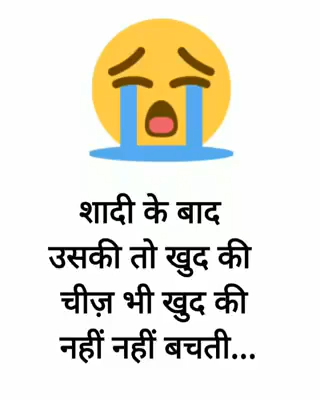 शादी के बाद
उसकी तो खुद की
चीज़ भी खुद की
नहीं नहीं बचती...